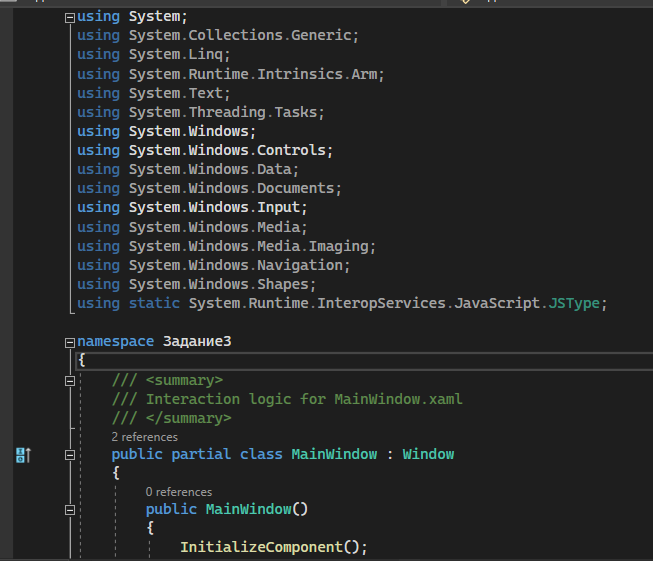 using System;
using System.Collections.Generic;
using System.Linq;
using System.Runtime.Intrinsics.Arm;
using System.Text;
using System.Threading.Tasks;
using System.Windows;
using System.Windows.Controls;
using System.Windows.Data;
using System.Windows.Documents;
using System.Windows.Input;
using System.Windows.Media;
using System.Windows.Media.Imaging;
using System.Windows.Navigation;
using System.Windows.Shapes;
using static System.Runtime.InteropServices.JavaScript.JSType;
namespace Задание3
{
/// <summary>
/// Interaction logic for MainWindow.xaml
/// </summary>
2 references
public partial class MainWindow : Window
{
0 references
public MainWindow()
{
InitializeComponent();